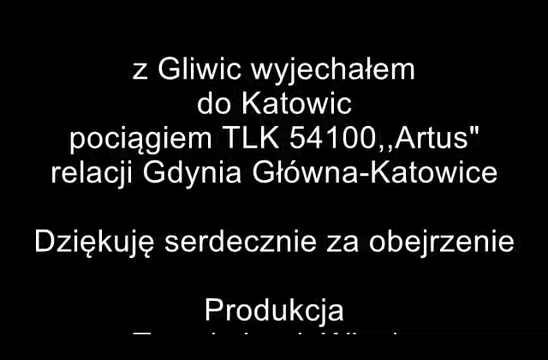 z Gliwic wyjechałem
do Katowic
pociągiem TLK 54100,,Artus"
relacji Gdynia Główna-Katowice
Dziękuję serdecznie za obejrzenie
Produkcja